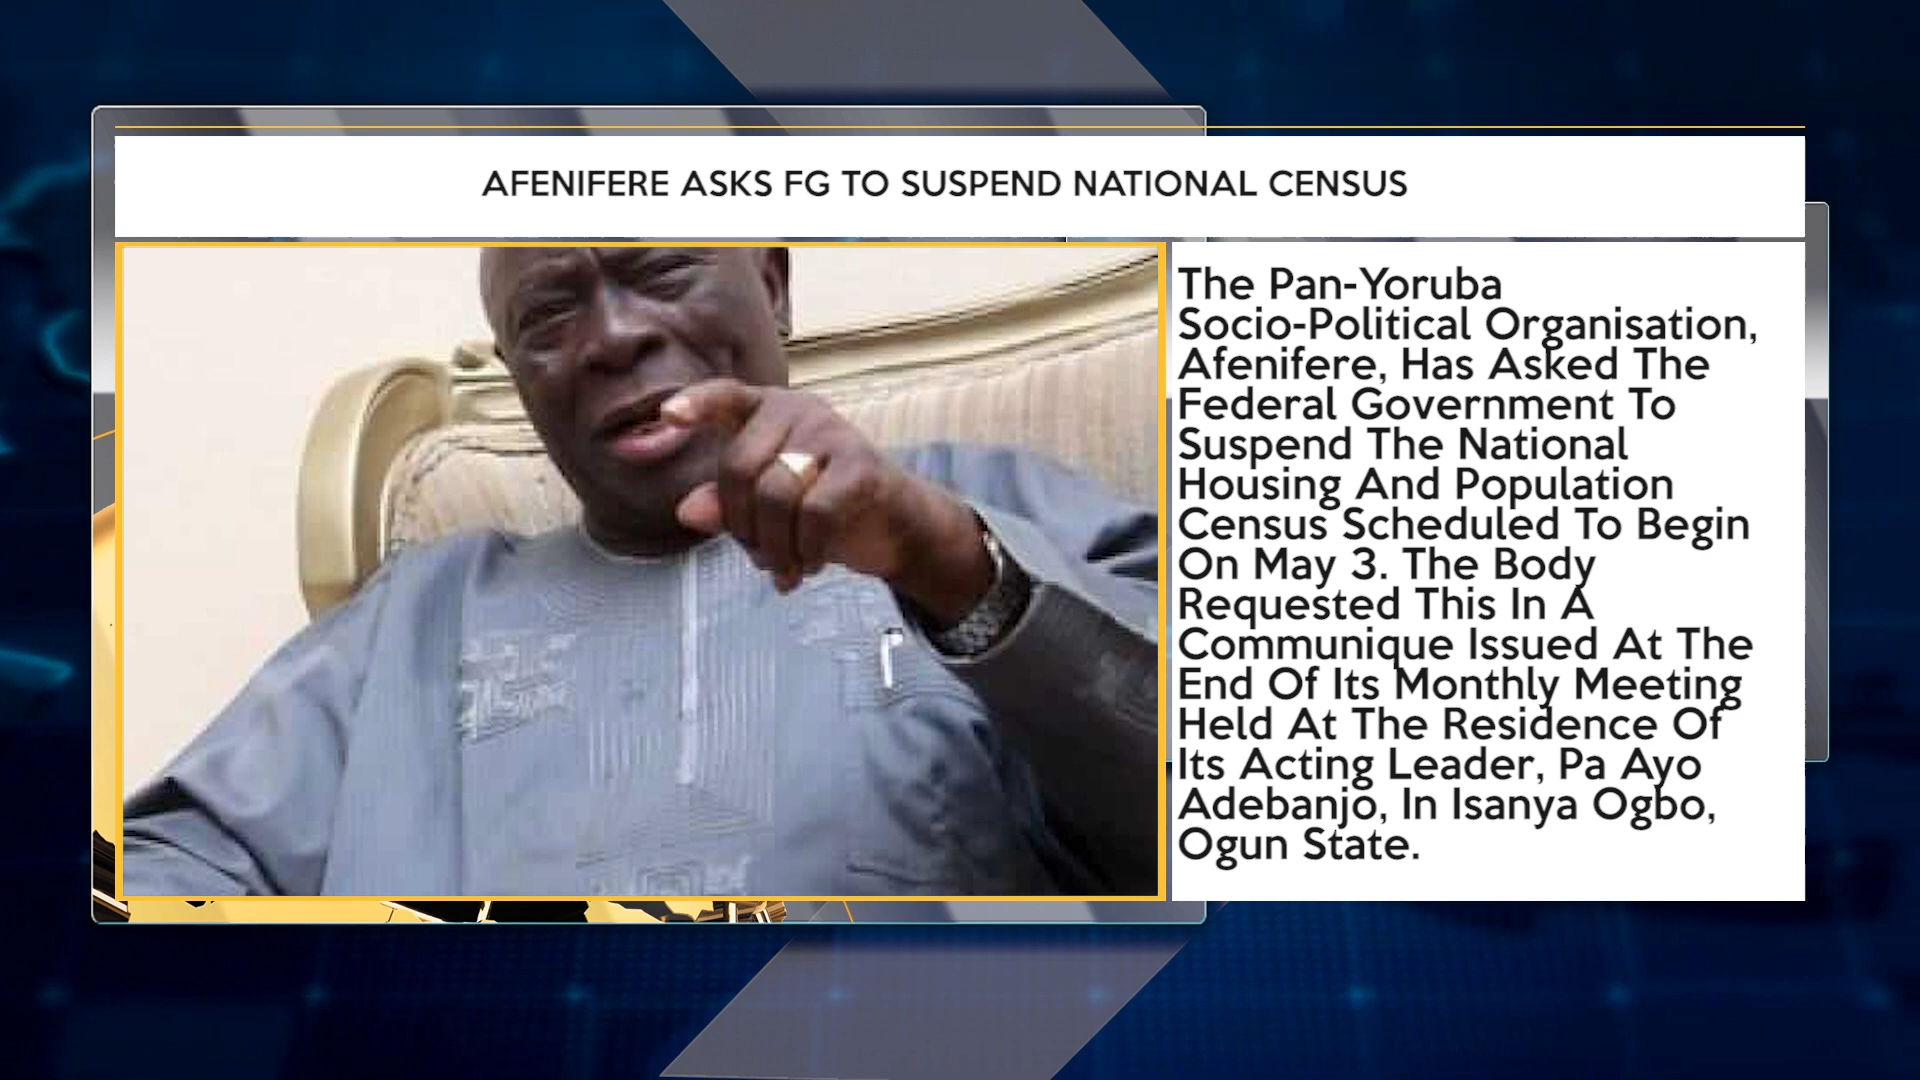 AFENIFERE ASKS FG TO SUSPEND NATIONAL CENSUS
The Pan-Yoruba
Socio-Political Organisation,
Afenifere, Has Asked The
Federal Government To
Suspend The National
Housing And Population
Census Scheduled To Begin
On May 3. The Body
Requested This In A
Communique Issued At The
End Of Its Monthly Meeting
Held At The Residence Of
Its Acting Leader, Pa Ayo
Adebanjo, In Isanya Ogbo,
Ogun State.